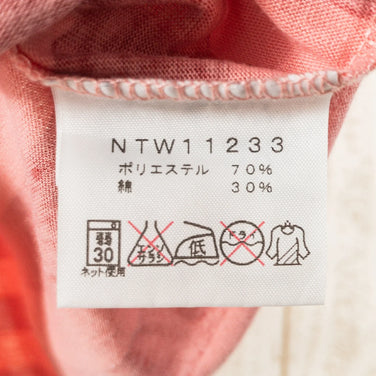 NTW11233
ポリエステル 70%
綿 30%
弱 30 エンソ サラシ 低 ドライ
ネット使用